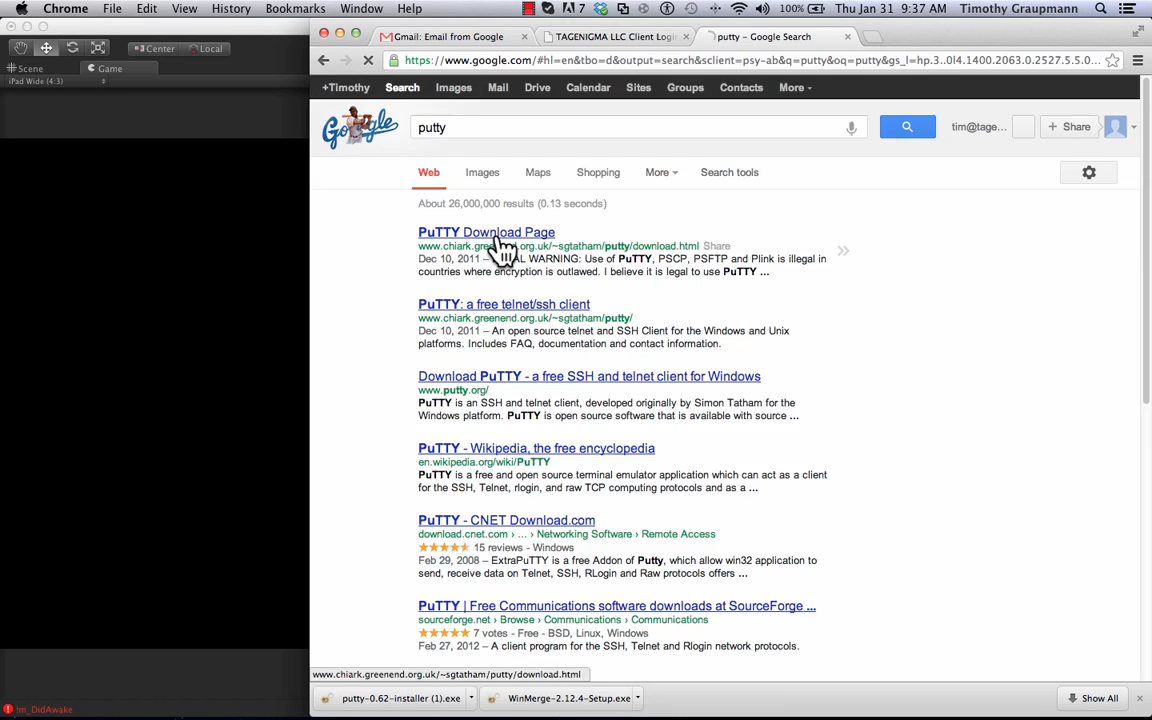 Chrome File Edit View History Bookmarks Window Help 7 100% Thu Jan 31 9:37 AM Timothy Graupmann
Center Local
Scene Game
iPad Wide (4:3)
Gmail: Email from Google
TAGENIGMA LLC Client Login
putty – Google Search
https://www.google.com/#hl=en&tbo=d&output=search&sclient=psy-ab&q=putty&oq=putty&gs_l=hp.3..0l4.1400.2063.0.2527.5.5.0...
+Timothy Search Images Mail Drive Calendar Sites Groups Contacts More
Google
putty
tim@tage...
+ Share
Web Images Maps Shopping More Search tools
About 26,000,000 results (0.13 seconds)
PuTTY Download Page
www.chiark.greenend.org.uk/~sgtatham/putty/download.html Share
Dec 10, 2011 – WARNING: Use of PuTTY, PSCP, PSFTP and Plink is illegal in
countries where encryption is outlawed. I believe it is legal to use PuTTY ...
PuTTY: a free telnet/ssh client
www.chiark.greenend.org.uk/~sgtatham/putty/
Dec 10, 2011 – An open source telnet and SSH Client for the Windows and Unix
platforms. Includes FAQ, documentation and contact information.
Download PuTTY - a free SSH and telnet client for Windows
www.putty.org/
PuTTY is an SSH and telnet client, developed originally by Simon Tatham for the
Windows platform. PuTTY is open source software that is available with source ...
PuTTY - Wikipedia, the free encyclopedia
en.wikipedia.org/wiki/PuTTY
PuTTY is a free and open source terminal emulator application which can act as a client
for the SSH, Telnet, rlogin, and raw TCP computing protocols and as a ...
PuTTY - CNET Download.com
download.cnet.com › ... › Networking Software › Remote Access
15 reviews - Windows
Feb 29, 2008 – ExtraPuTTY is a free Addon of Putty, which allow win32 application to
send, receive data on Telnet, SSH, RLogin and Raw protocols offers ...
PuTTY | Free Communications software downloads at SourceForge ...
sourceforge.net › Browse › Communications › Communications
7 votes - Free - BSD, Linux, Windows
Feb 27, 2012 – A client program for the SSH, Telnet and Rlogin network protocols.
www.chiark.greenend.org.uk/~sgtatham/putty/download.html
putty-0.62-installer (1).exe
WinMerge-2.12.4-Setup.exe
Show All
!m_DidAwake